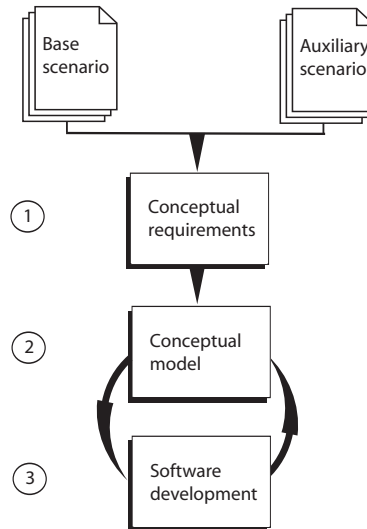 Base
scenario
Auxiliary
scenario
1
Conceptual
requirements
2
Conceptual
model
3
Software
development